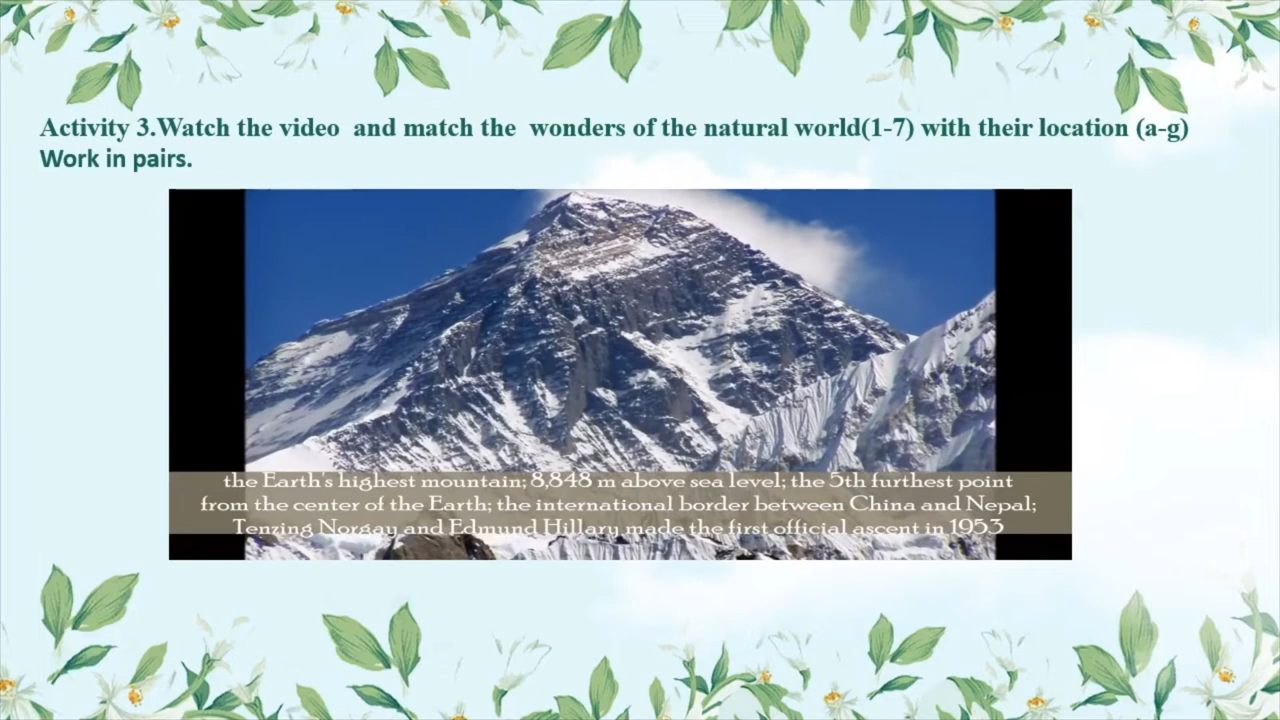 Activity 3.Watch the video and match the wonders of the natural world(1-7) with their location (a-g)
Work in pairs.
the Earth's highest mountain; 8,848 m above sea level; the 5th furthest point
from the center of the Earth; the international border between China and Nepal;
Tenzing Norgay and Edmund Hillary made the first official ascent in 1953